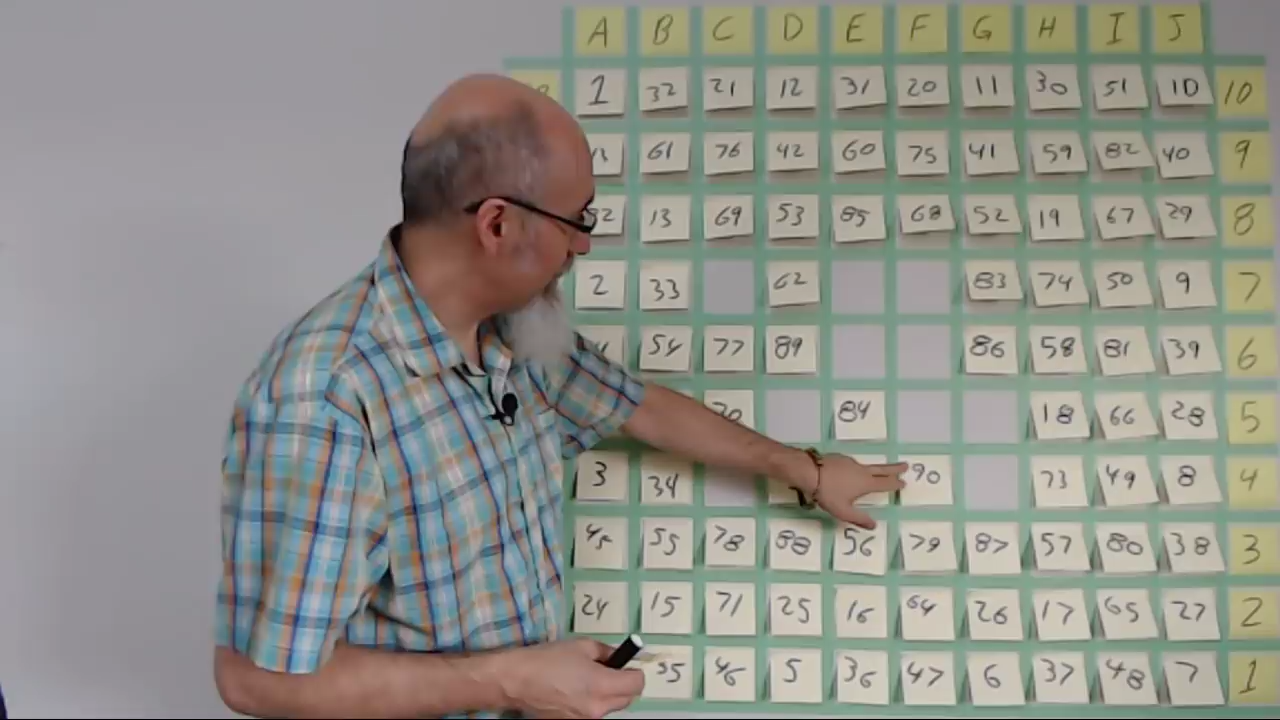 A B C D E F G H I J
1 32 21 12 31 20 11 30 51 10 10
61 76 42 60 75 41 59 82 40 9
13 69 53 85 68 52 19 67 29 8
2 33 62 83 74 50 9 7
54 77 89 86 58 81 39 6
84 18 66 28 5
3 34 90 73 49 8 4
45 55 78 88 56 79 87 57 80 38 3
24 15 71 25 16 64 26 17 65 27 2
35 46 5 36 47 6 37 48 7 1